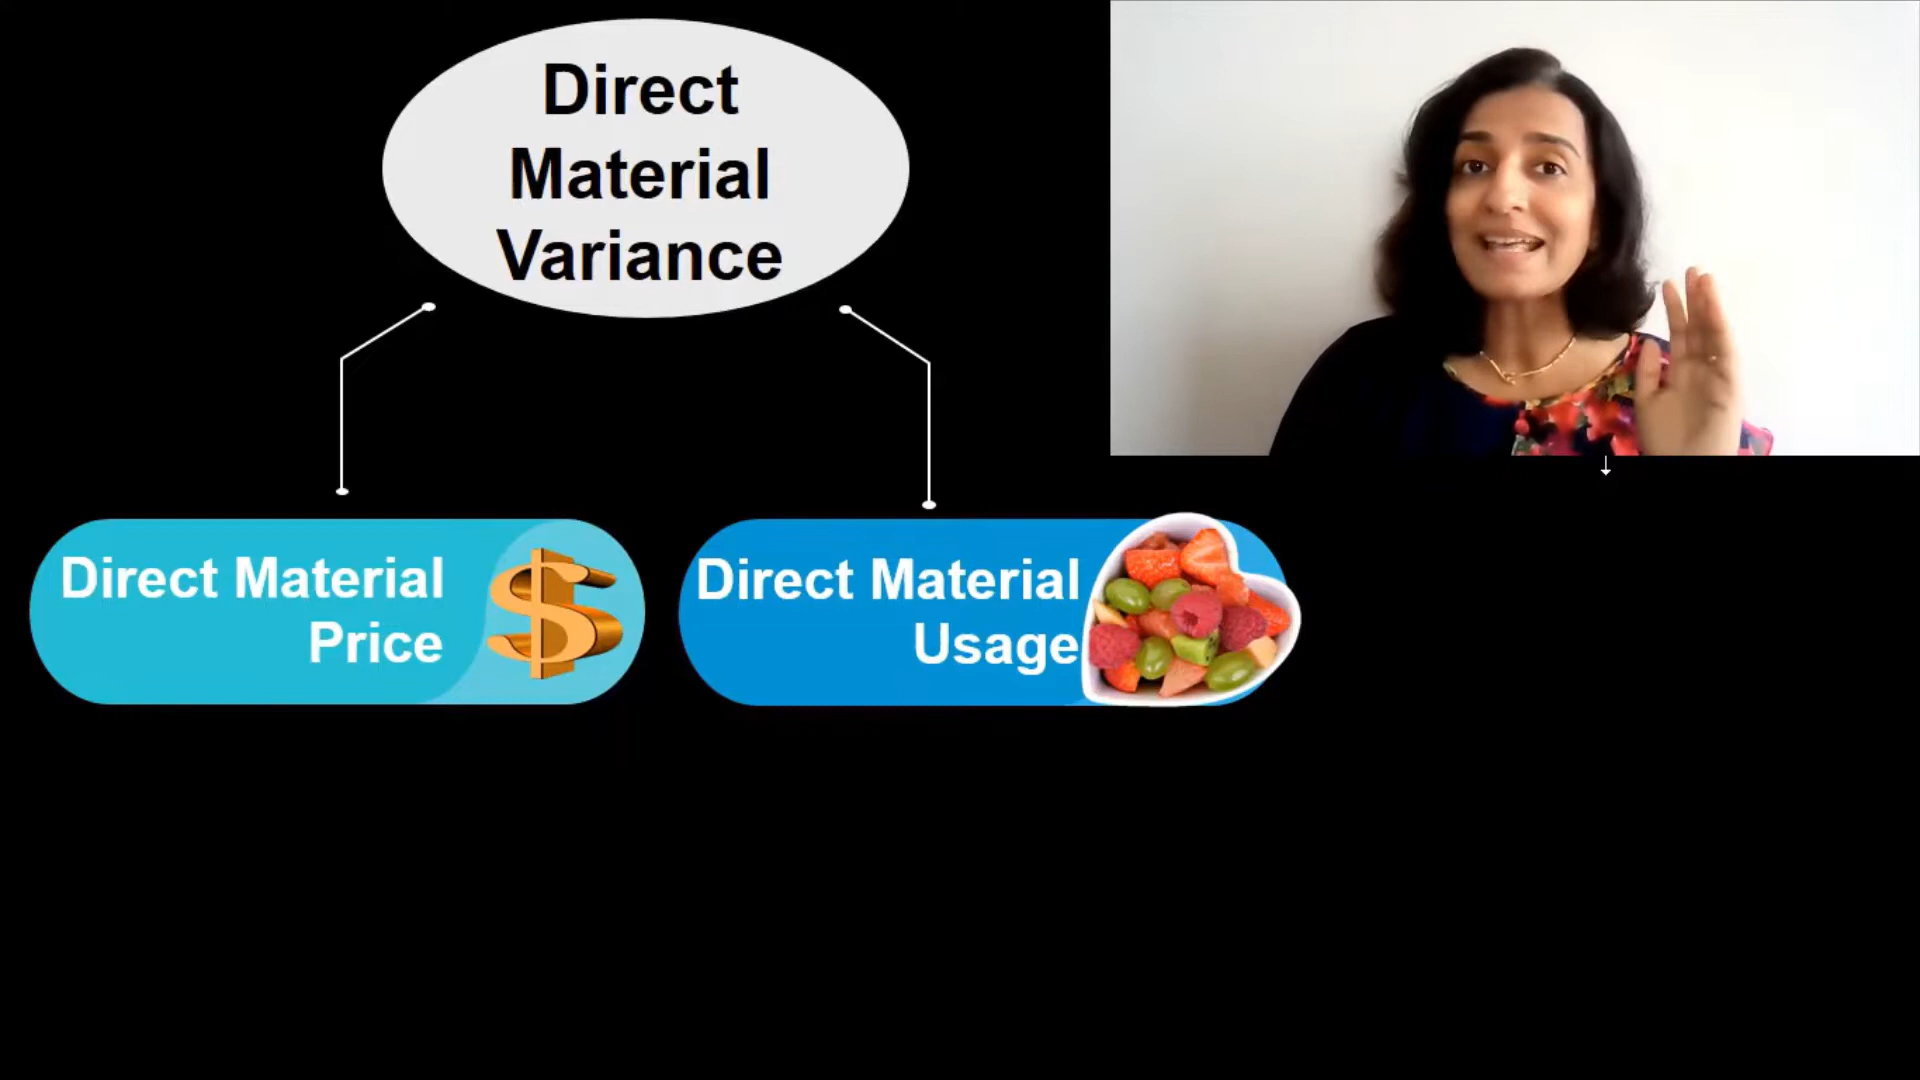 Direct
Material
Variance
Direct Material
Price
Direct Material
Usage